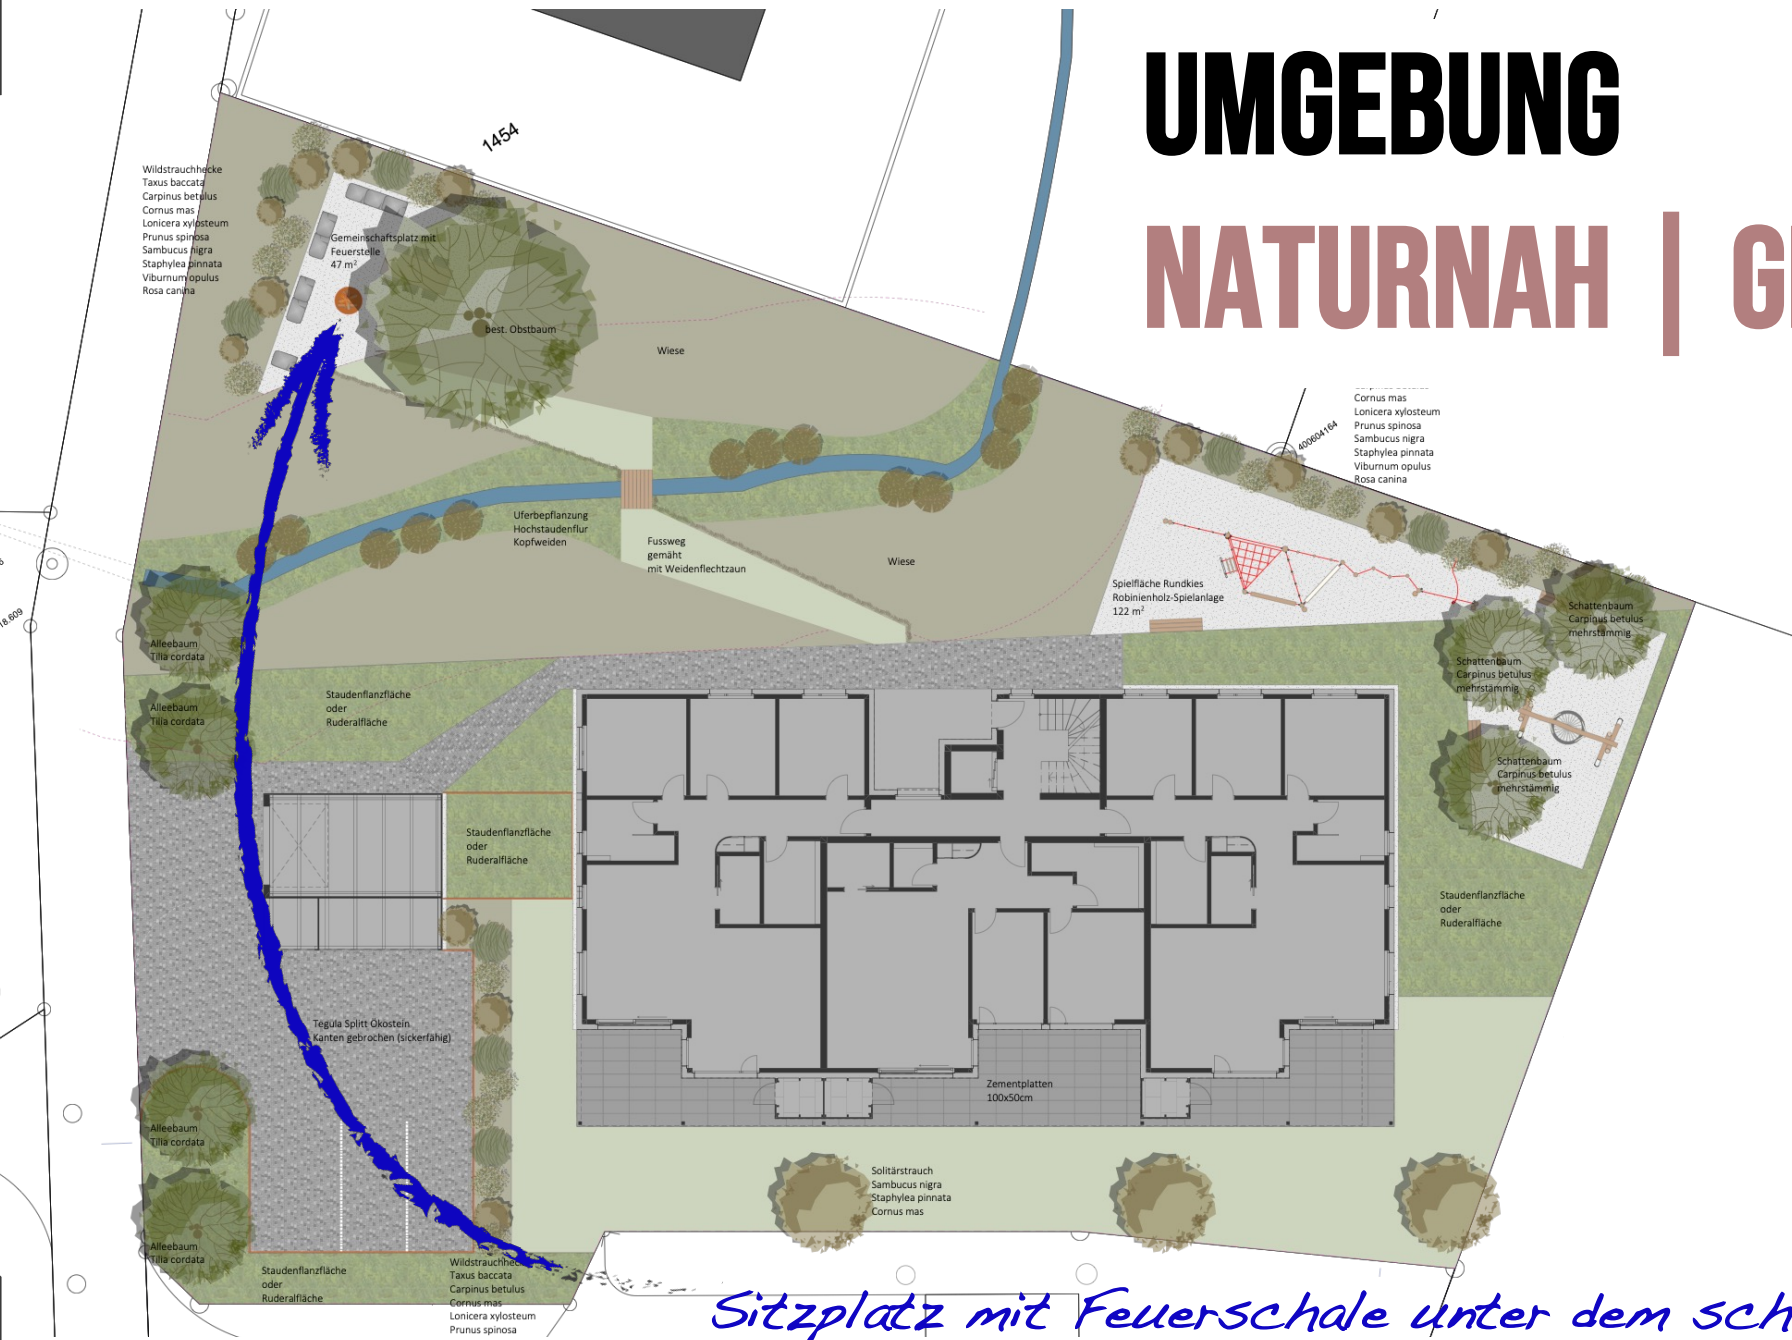 UMGEBUNG
1454
Wildstrauchhecke
Taxus baccata
Carpinus betulus
Cornus mas
Lonicera xylosteum
Prunus spinosa
Sambucus nigra
Staphylea pinnata
Viburnum opulus
Rosa canina
Gemeinschaftsplatz mit
Feuerstelle
47 m²
NATURNAH |
best. Obstbaum
Wiese
Cornus mas
Lonicera xylosteum
Prunus spinosa
Sambucus nigra
Staphylea pinnata
Viburnum opulus
Rosa canina
400604164
Uferbepflanzung
Hochstaudenflur
Kopfweiden
Fussweg
gemäht
mit Weidenflechtzaun
Wiese
Spielfläche Rundkies
Robinienholz-Spielanlage
122 m²
Schattenbaum
Carpinus betulus
mehrstämmig
Schattenbaum
Carpinus betulus
mehrstämmig
Schattenbaum
Carpinus betulus
mehrstämmig
18.609
Alleebaum
Tilia cordata
Alleebaum
Tilia cordata
Staudenflanzfläche
oder
Ruderalfläche
Staudenflanzfläche
oder
Ruderalfläche
Staudenflanzfläche
oder
Ruderalfläche
Tegula Splitt Ökostein
Kanten gebrochen (sickerfähig)
Zementplatten
100x50cm
Alleebaum
Tilia cordata
Solitärstrauch
Sambucus nigra
Staphylea pinnata
Cornus mas
Alleebaum
Tilia cordata
Staudenflanzfläche
oder
Ruderalfläche
Wildstrauchhecke
Taxus baccata
Carpinus betulus
Cornus mas
Lonicera xylosteum
Prunus spinosa
Sitzplatz mit Feuerschale unter dem